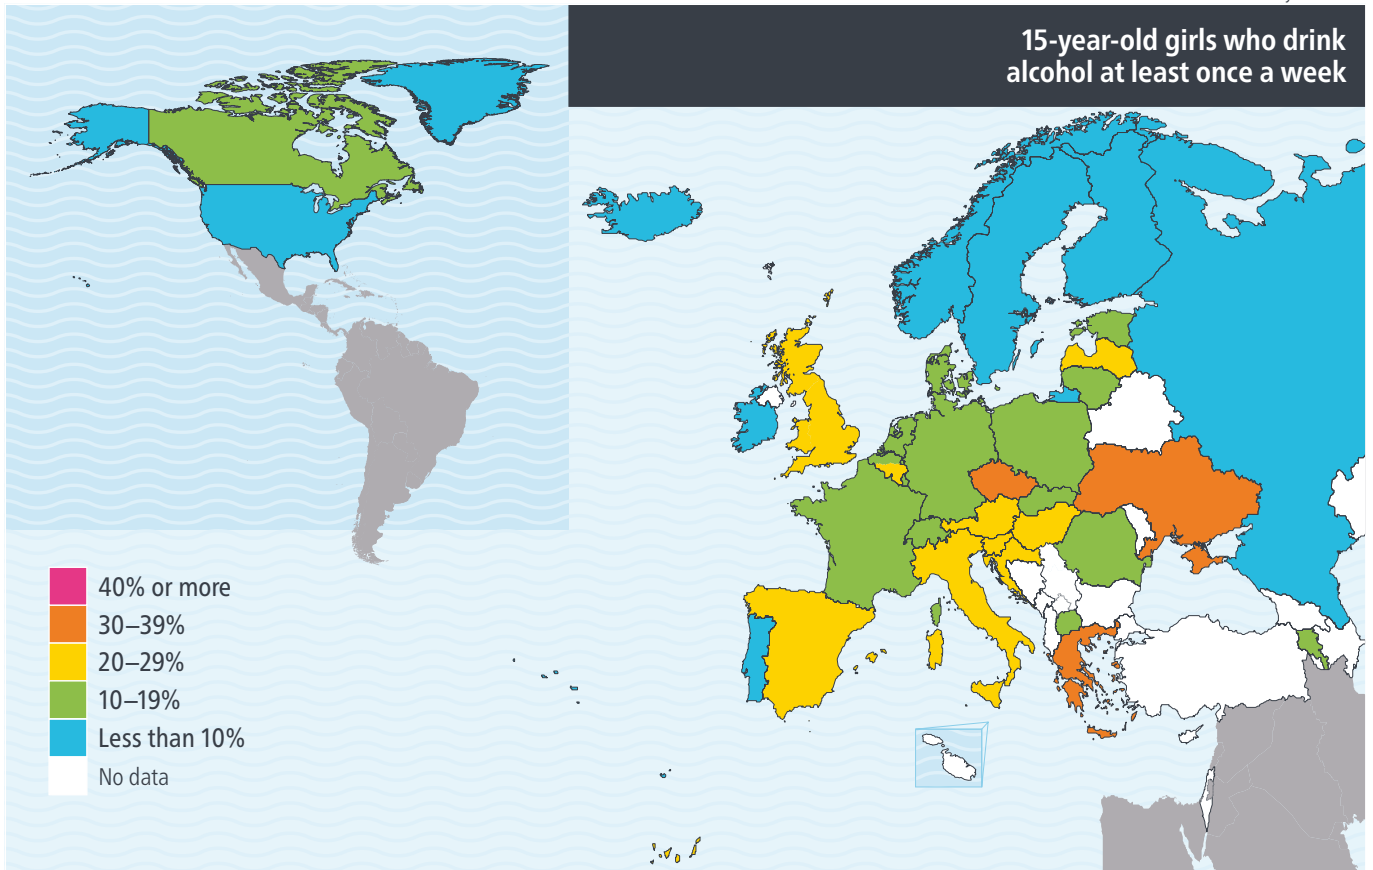 15-year-old girls who drink
alcohol at least once a week
40% or more
30–39%
20–29%
10–19%
Less than 10%
No data